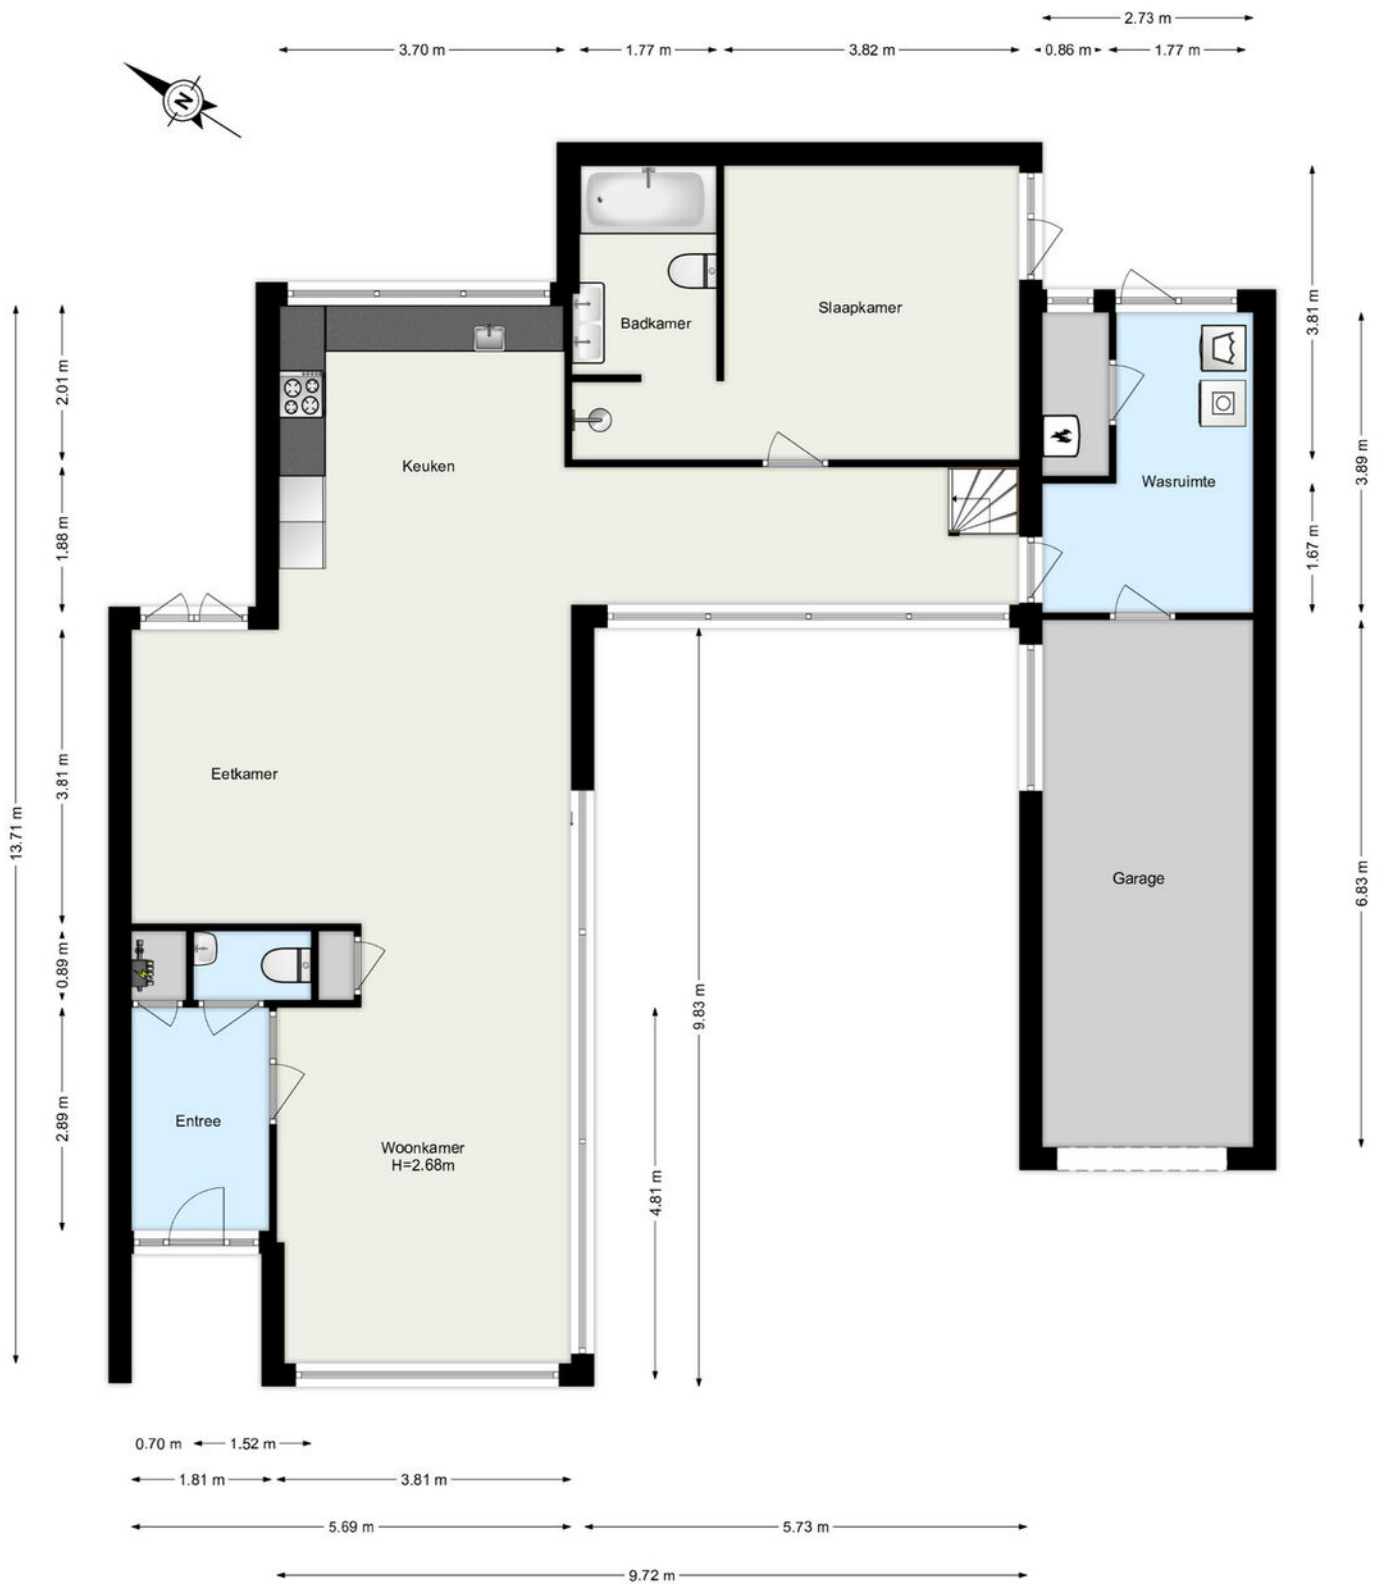 2.73 m
3.70 m
1.77 m
3.82 m
0.86 m
1.77 m
N
Slaapkamer
Badkamer
3.81 m
2.01 m
Keuken
3.89 m
Wasruimte
1.88 m
1.67 m
Eetkamer
3.81 m
13.71 m
Garage
6.83 m
0.89 m
9.83 m
2.89 m
Entree
Woonkamer
H=2.68m
4.81 m
0.70 m
1.52 m
1.81 m
3.81 m
5.69 m
5.73 m
9.72 m